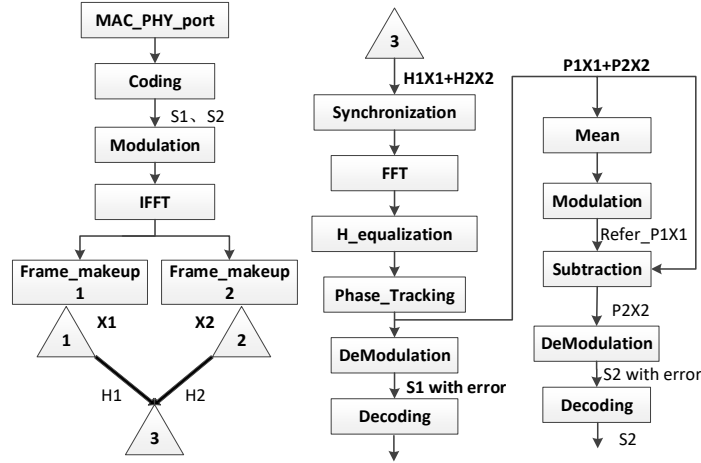 MAC_PHY_port
Coding
S1、S2
Modulation
IFFT
Frame_makeup
1
Frame_makeup
2
X1
X2
1
2
H1
H2
3
3
H1X1+H2X2
Synchronization
FFT
H_equalization
Phase_Tracking
DeModulation
S1 with error
Decoding
P1X1+P2X2
Mean
Modulation
Refer_P1X1
Subtraction
P2X2
DeModulation
S2 with error
Decoding
S2